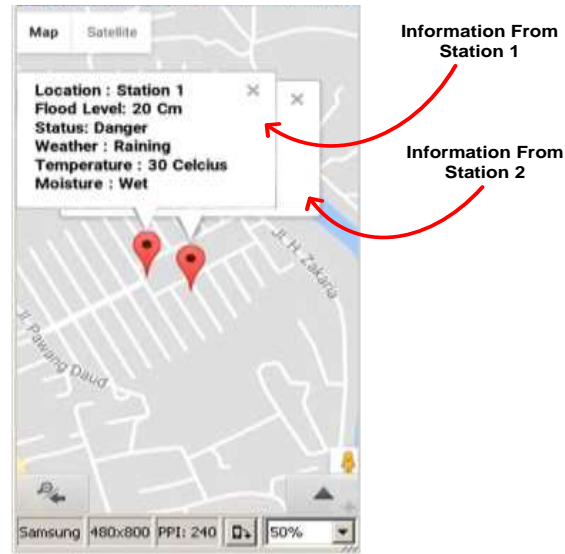 Map
Satellite
Information From
Station 1
Location : Station 1
Flood Level: 20 Cm
Status: Danger
Weather : Raining
Temperature : 30 Celcius
Moisture : Wet
Information From
Station 2
Jl. H. Zakaria
Jl. Pawang Daud
Samsung
480x800
PPI: 240
50%